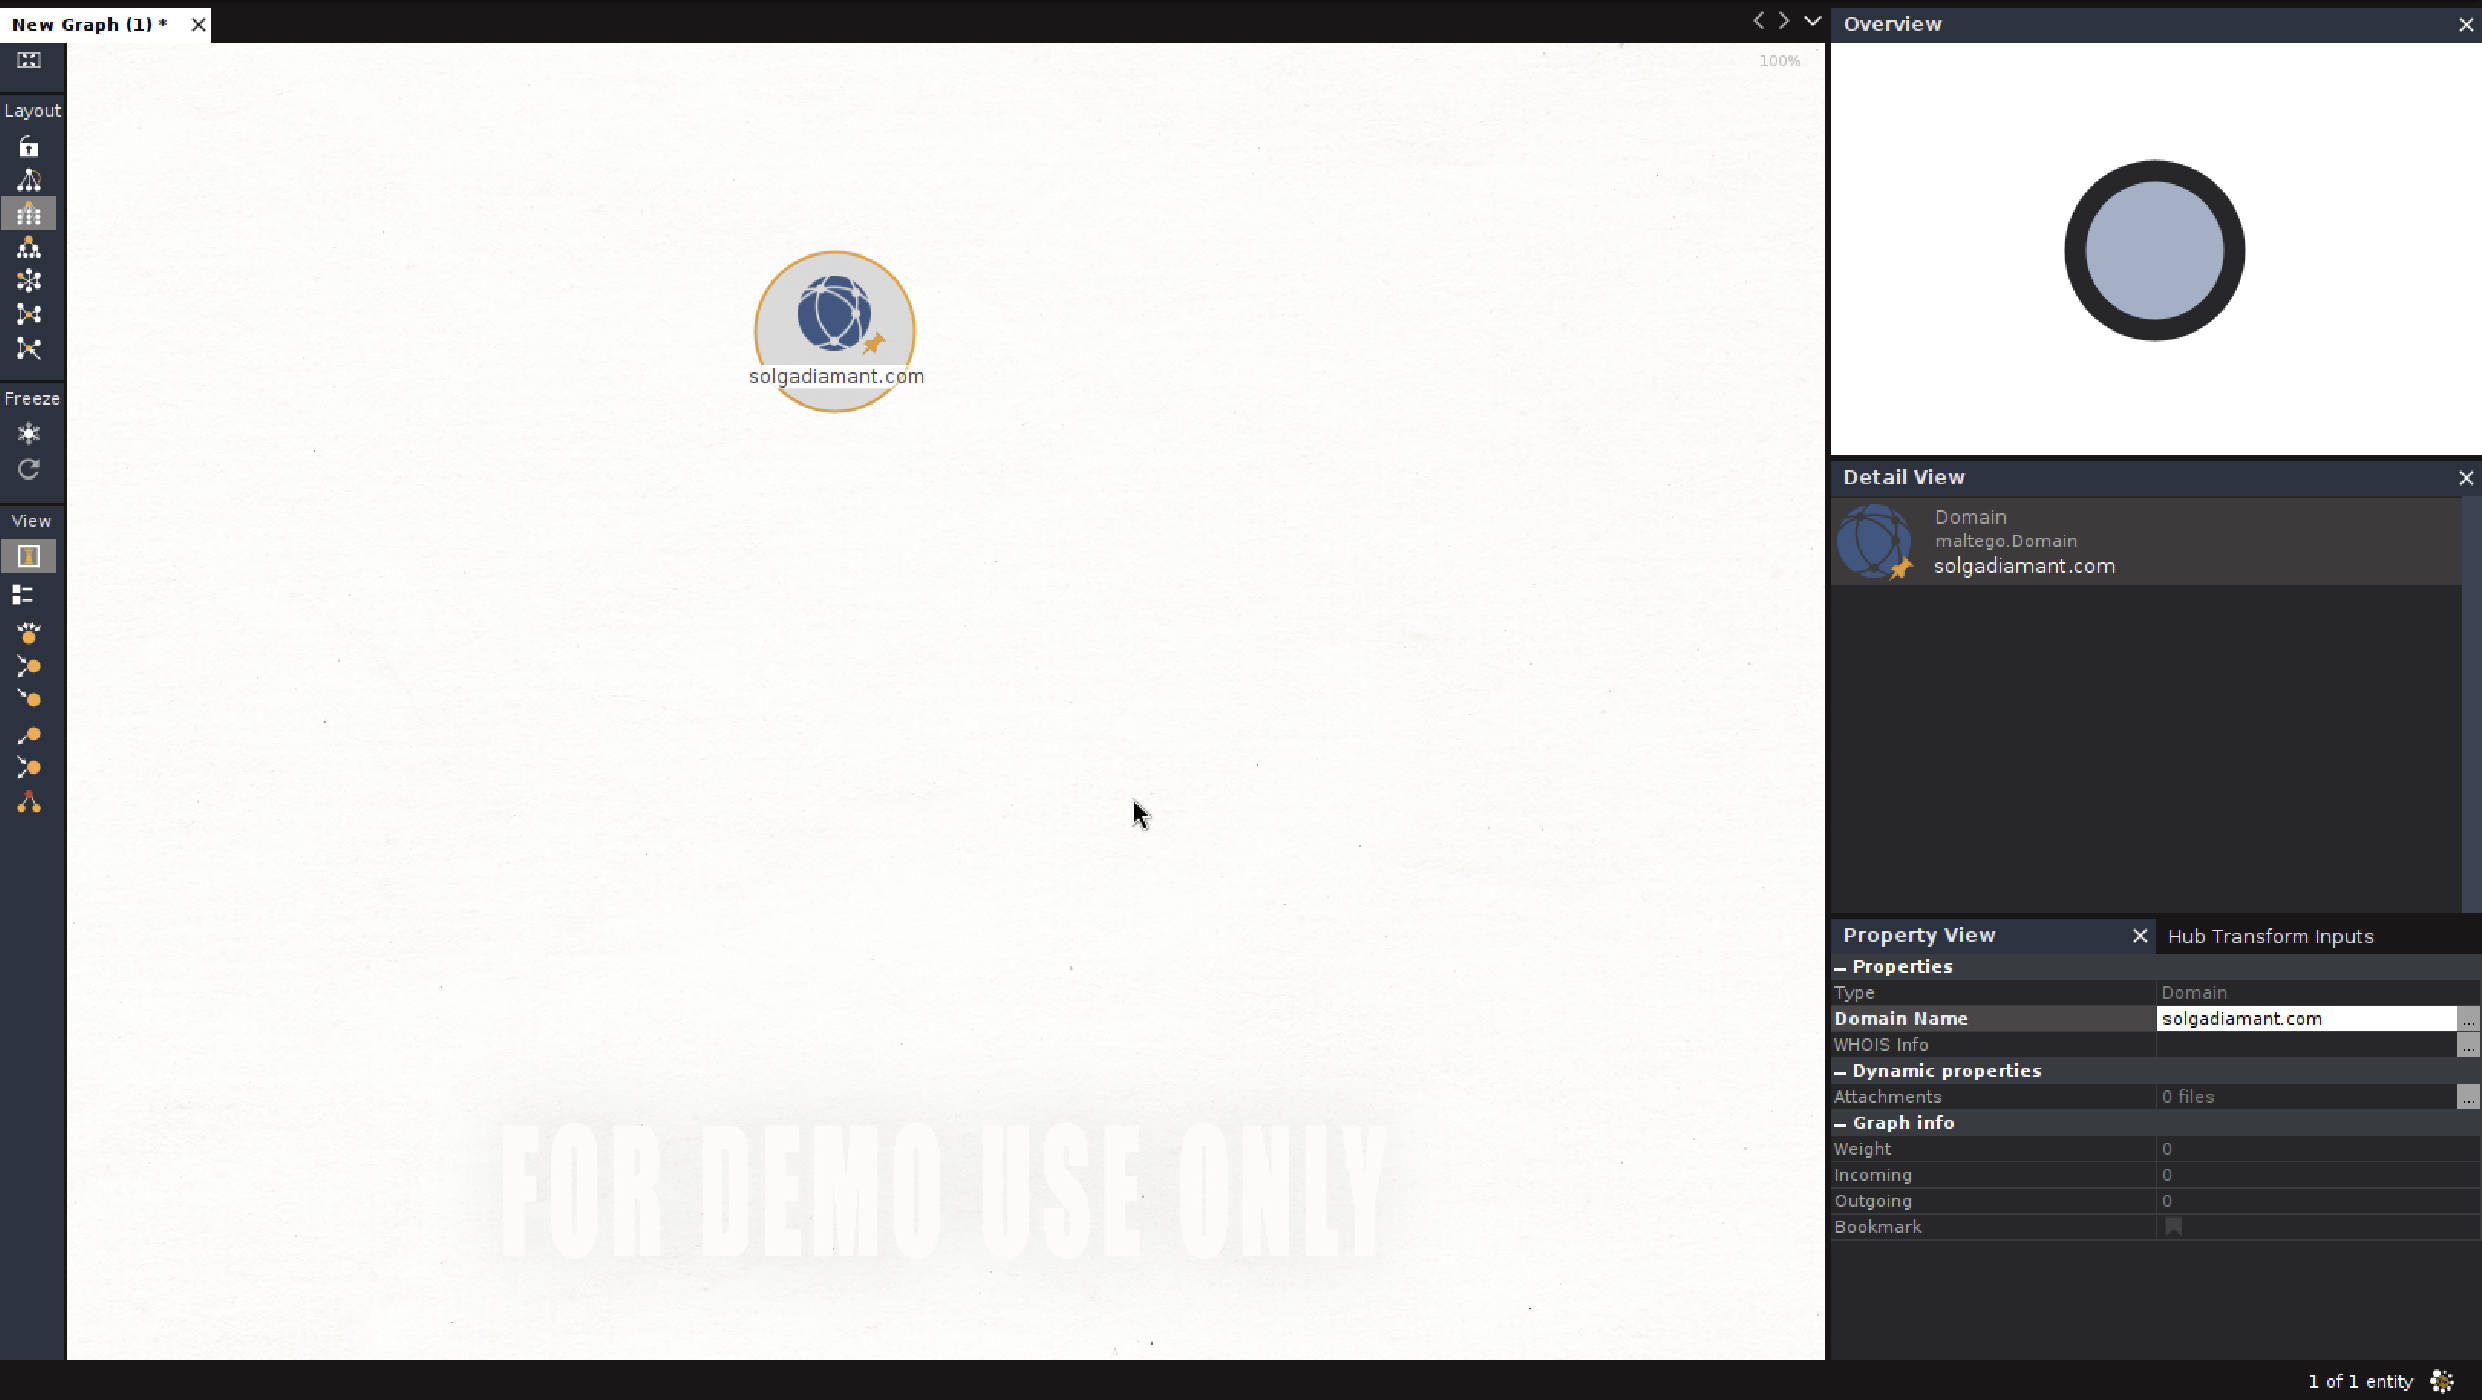 New Graph (1) *
100%
Layout
Freeze
View
solgadiamant.com
FOR DEMO USE ONLY
Overview
Detail View
Domain
maltego.Domain
solgadiamant.com
Property View
Hub Transform Inputs
Properties
Type Domain
Domain Name solgadiamant.com ...
WHOIS Info ...
Dynamic properties
Attachments 0 files ...
Graph info
Weight 0
Incoming 0
Outgoing 0
Bookmark
1 of 1 entity